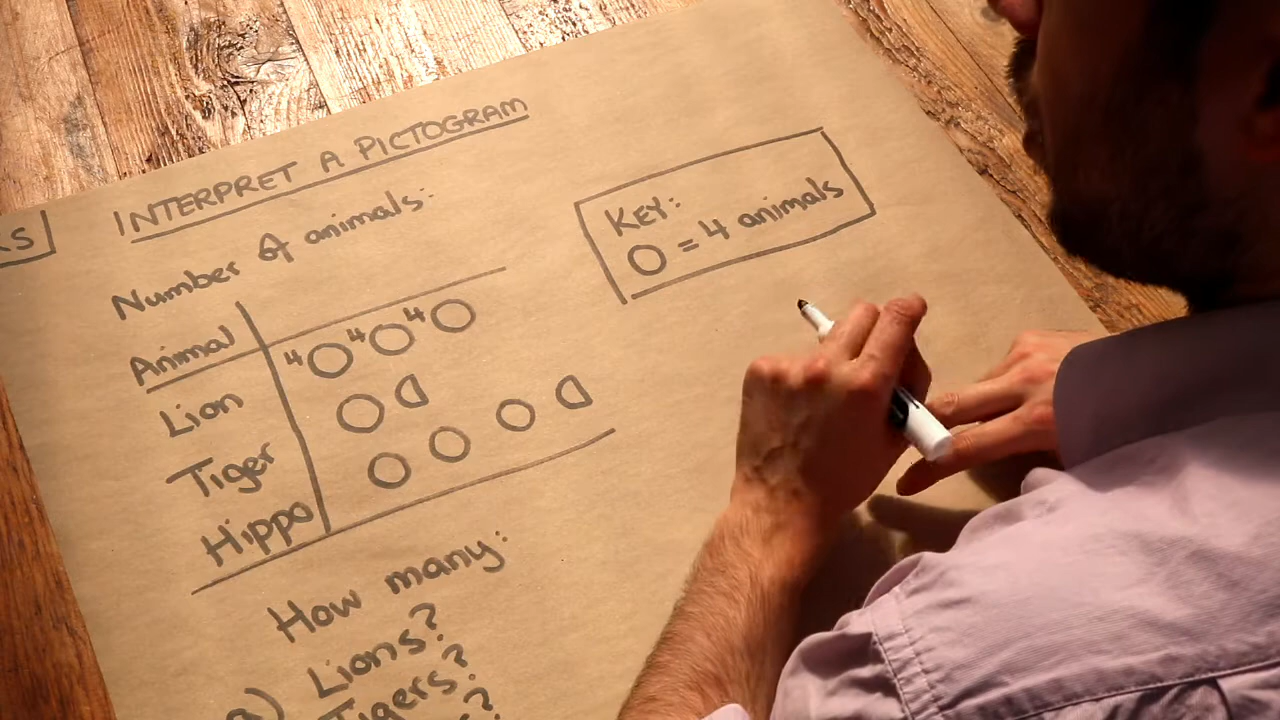 INTERPRET A PICTOGRAM
Number of animals:
KEY:
O = 4 animals
Animal
Lion 4 4 4
Tiger
Hippo
How many:
a) Lions?
Tigers?